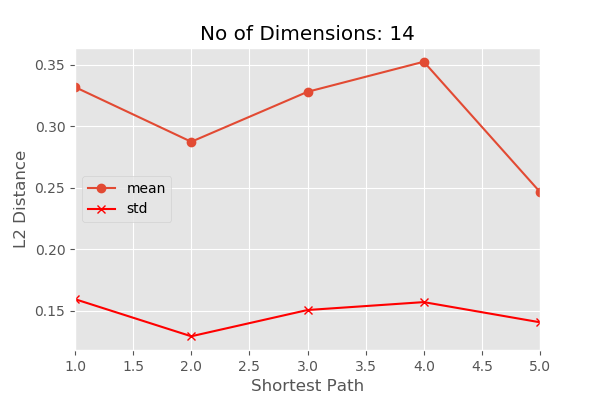 No of Dimensions: 14
L2 Distance
0.35
0.30
0.25
0.20
0.15
mean
std
1.0 1.5 2.0 2.5 3.0 3.5 4.0 4.5 5.0
Shortest Path